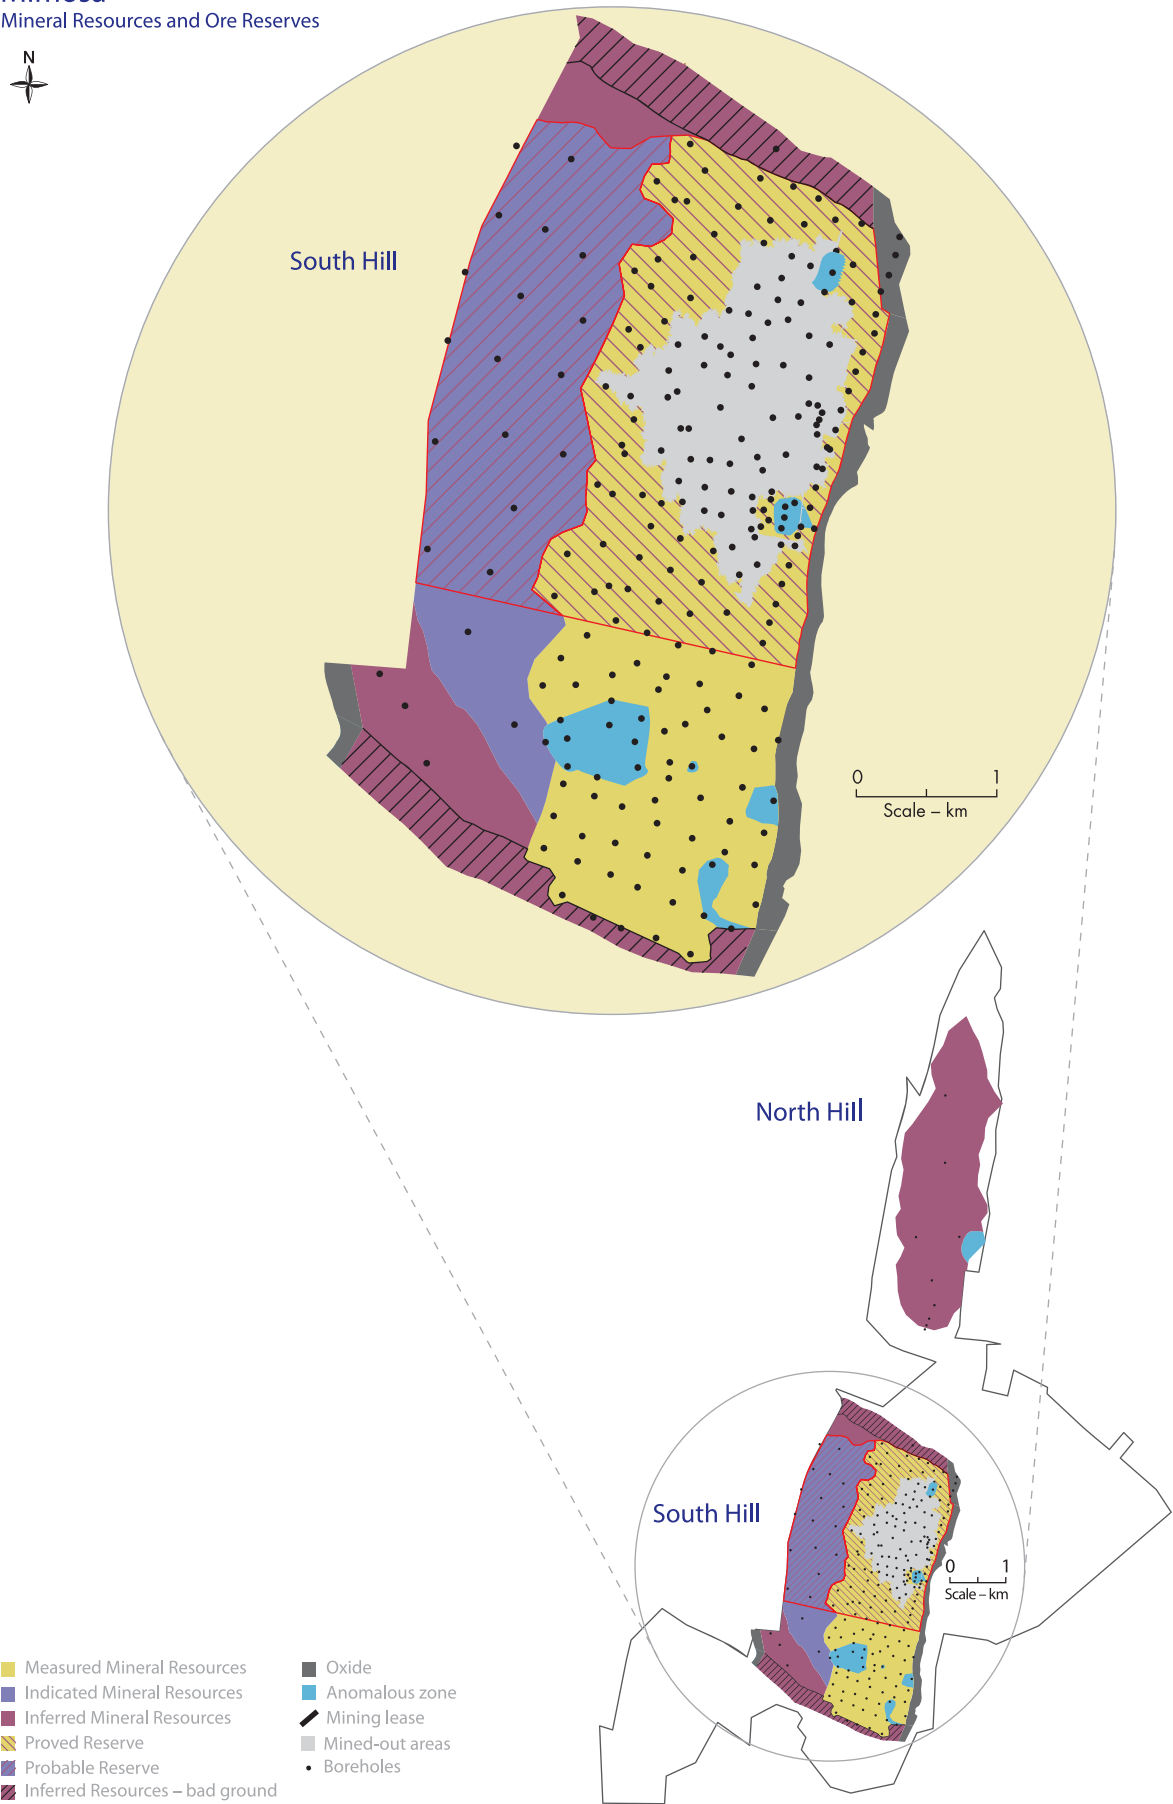 Mimosa
Mineral Resources and Ore Reserves
N
South Hill
0 1
Scale – km
North Hill
South Hill
0 1
Scale – km
Measured Mineral Resources
Indicated Mineral Resources
Inferred Mineral Resources
Proved Reserve
Probable Reserve
Inferred Resources – bad ground
Oxide
Anomalous zone
Mining lease
Mined-out areas
Boreholes